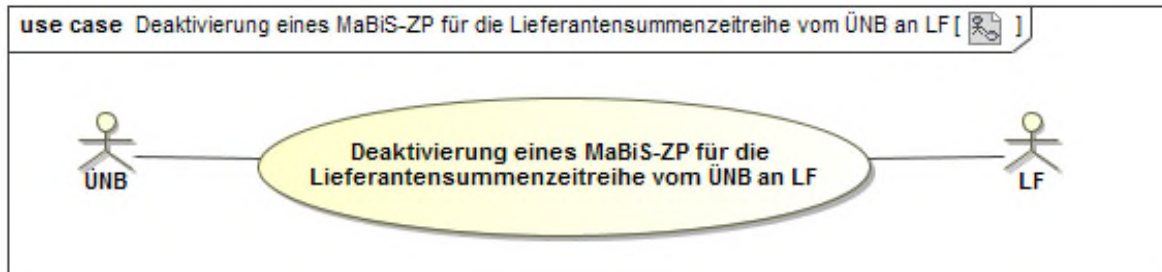 use case Deaktivierung eines MaBiS-ZP für die Lieferantensummenzeitreihe vom ÜNB an LF [ ]
Deaktivierung eines MaBiS-ZP für die
Lieferantensummenzeitreihe vom ÜNB an LF
ÜNB
LF